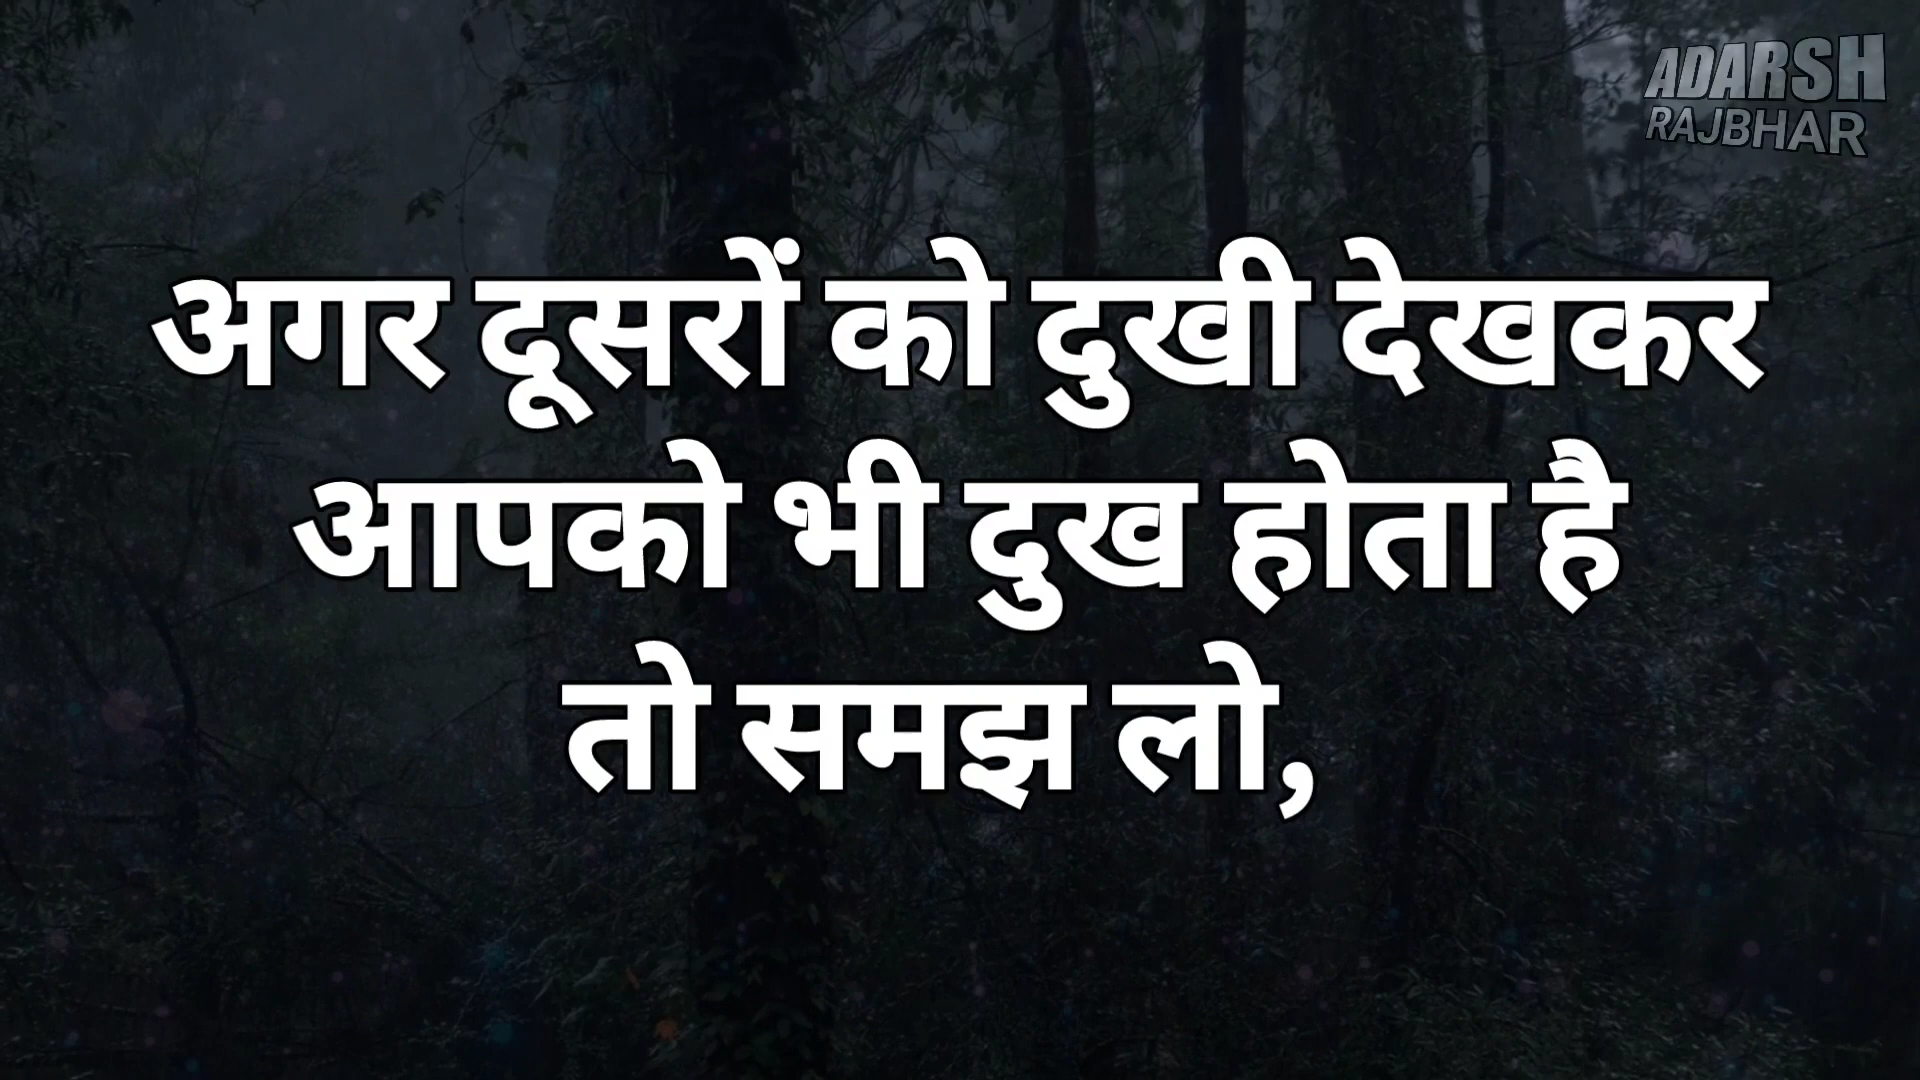 ADARSH
RAJBHAR
अगर दूसरों को दुखी देखकर
आपको भी दुख होता है
तो समझ लो,